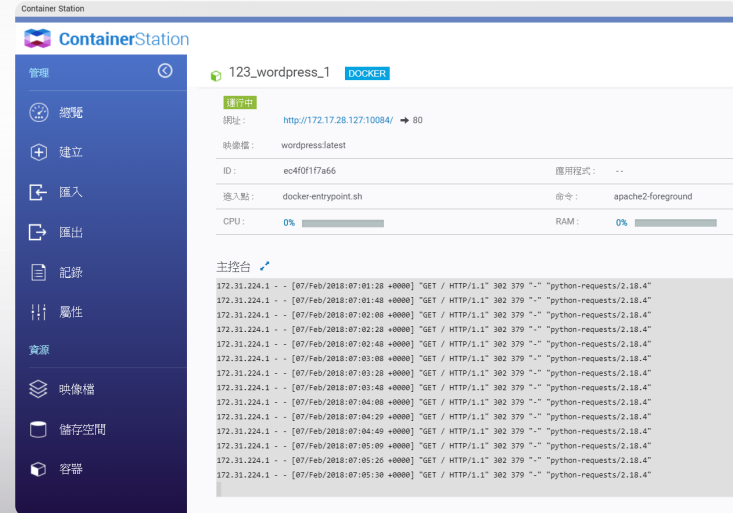 Container Station
ContainerStation
管理
總覽
建立
匯入
匯出
記錄
屬性
資源
映像檔
儲存空間
容器
123_wordpress_1 DOCKER
運行中
網址 : http://172.17.28.127:10084/ ➔ 80
映像檔 : wordpress:latest
ID : ec4f0f1f7a66 應用程式 : --
進入點 : docker-entrypoint.sh 命令 : apache2-foreground
CPU : 0% RAM : 0%
主控台
172.31.224.1 - - [07/Feb/2018:07:01:28 +0000] "GET / HTTP/1.1" 302 379 "-" "python-requests/2.18.4"
172.31.224.1 - - [07/Feb/2018:07:01:48 +0000] "GET / HTTP/1.1" 302 379 "-" "python-requests/2.18.4"
172.31.224.1 - - [07/Feb/2018:07:02:08 +0000] "GET / HTTP/1.1" 302 379 "-" "python-requests/2.18.4"
172.31.224.1 - - [07/Feb/2018:07:02:28 +0000] "GET / HTTP/1.1" 302 379 "-" "python-requests/2.18.4"
172.31.224.1 - - [07/Feb/2018:07:02:48 +0000] "GET / HTTP/1.1" 302 379 "-" "python-requests/2.18.4"
172.31.224.1 - - [07/Feb/2018:07:03:08 +0000] "GET / HTTP/1.1" 302 379 "-" "python-requests/2.18.4"
172.31.224.1 - - [07/Feb/2018:07:03:28 +0000] "GET / HTTP/1.1" 302 379 "-" "python-requests/2.18.4"
172.31.224.1 - - [07/Feb/2018:07:03:48 +0000] "GET / HTTP/1.1" 302 379 "-" "python-requests/2.18.4"
172.31.224.1 - - [07/Feb/2018:07:04:08 +0000] "GET / HTTP/1.1" 302 379 "-" "python-requests/2.18.4"
172.31.224.1 - - [07/Feb/2018:07:04:29 +0000] "GET / HTTP/1.1" 302 379 "-" "python-requests/2.18.4"
172.31.224.1 - - [07/Feb/2018:07:04:49 +0000] "GET / HTTP/1.1" 302 379 "-" "python-requests/2.18.4"
172.31.224.1 - - [07/Feb/2018:07:05:09 +0000] "GET / HTTP/1.1" 302 379 "-" "python-requests/2.18.4"
172.31.224.1 - - [07/Feb/2018:07:05:26 +0000] "GET / HTTP/1.1" 302 379 "-" "python-requests/2.18.4"
172.31.224.1 - - [07/Feb/2018:07:05:30 +0000] "GET / HTTP/1.1" 302 379 "-" "python-requests/2.18.4"